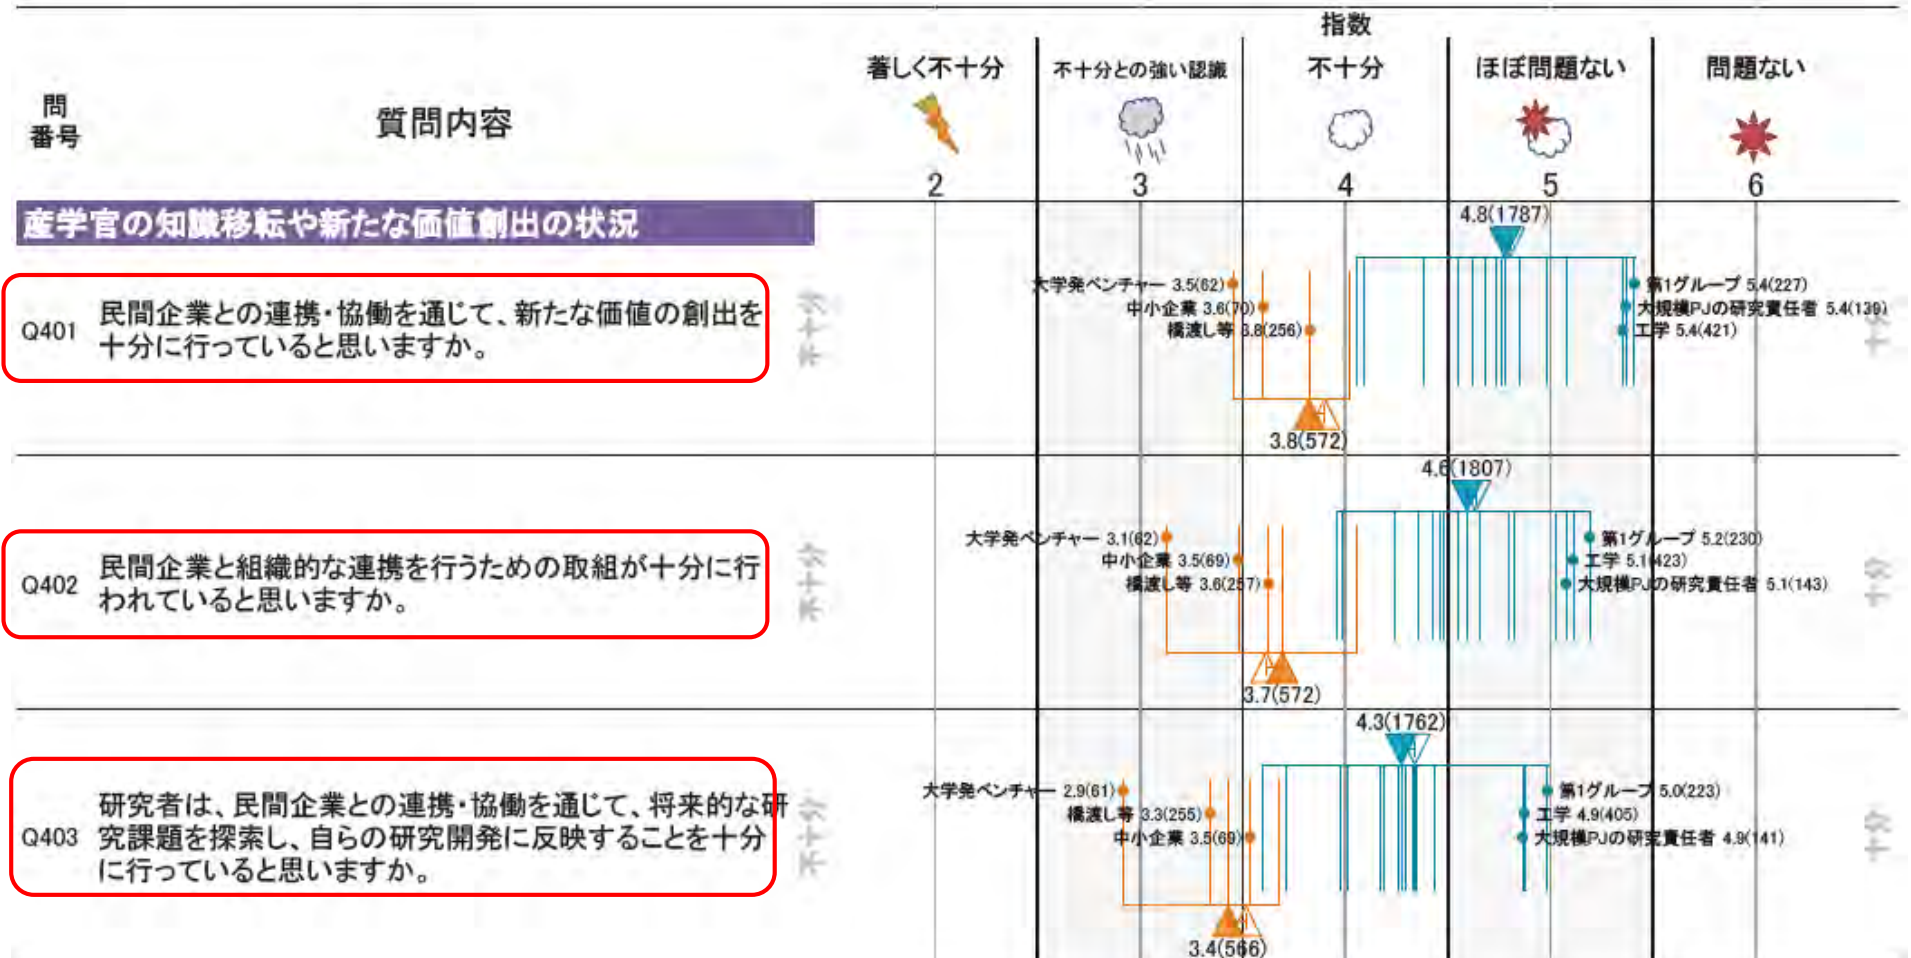 指数
著しく不十分 不十分との強い認識 不十分 ほぼ問題ない 問題ない
問
番号
質問内容
2 3 4 5 6
産学官の知識移転や新たな価値創出の状況
4.8(1787)
Q401
民間企業との連携・協働を通じて、新たな価値の創出を
十分に行っていると思いますか。
不十分
大学発ベンチャー 3.5(62)
中小企業 3.6(70)
橋渡し等 3.8(256)
第1グループ 5.4(227)
大規模PJの研究責任者 5.4(139)
工学 5.4(421)
十分
3.8(572)
4.6(1807)
Q402
民間企業と組織的な連携を行うための取組が十分に行
われていると思いますか。
不十分
大学発ベンチャー 3.1(62)
中小企業 3.5(69)
橋渡し等 3.6(257)
第1グループ 5.2(230)
工学 5.1(423)
大規模PJの研究責任者 5.1(143)
十分
3.7(572)
4.3(1762)
Q403
研究者は、民間企業との連携・協働を通じて、将来的な研
究課題を探索し、自らの研究開発に反映することを十分
に行っていると思いますか。
不十分
大学発ベンチャー 2.9(61)
橋渡し等 3.3(255)
中小企業 3.5(69)
第1グループ 5.0(223)
工学 4.9(405)
大規模PJの研究責任者 4.9(141)
十分
3.4(566)